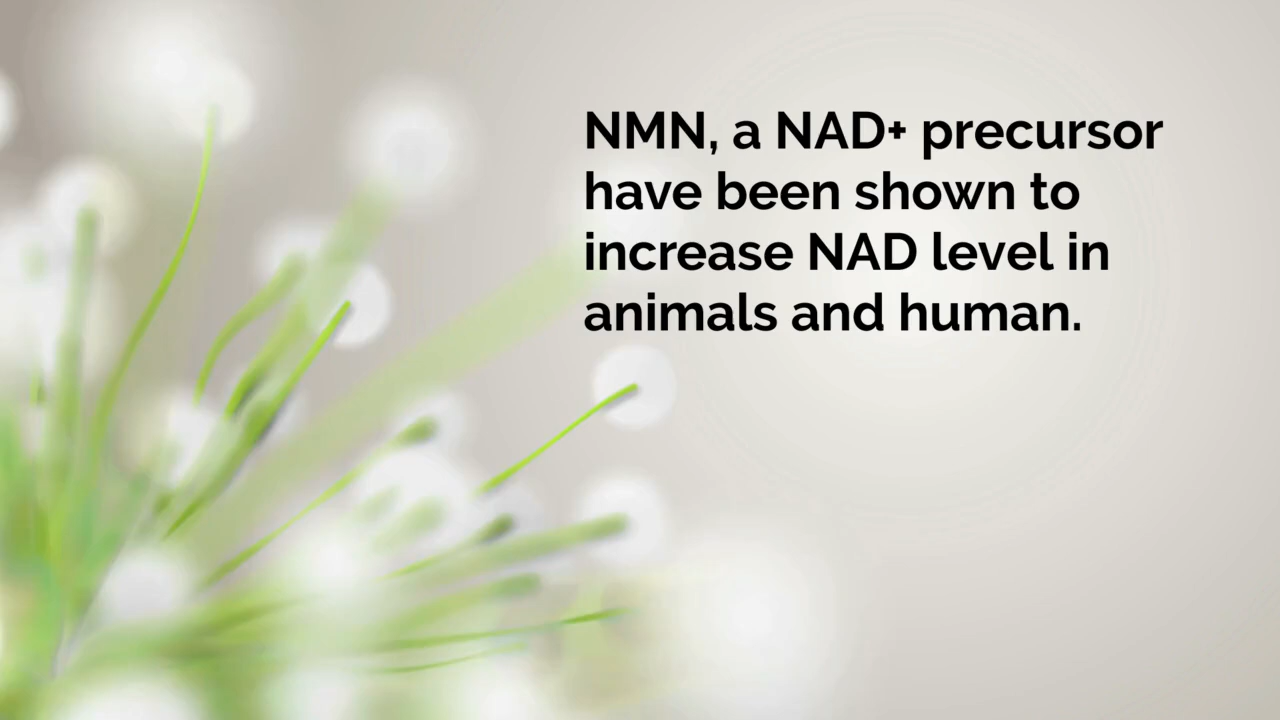 NMN, a NAD+ precursor
have been shown to
increase NAD level in
animals and human.